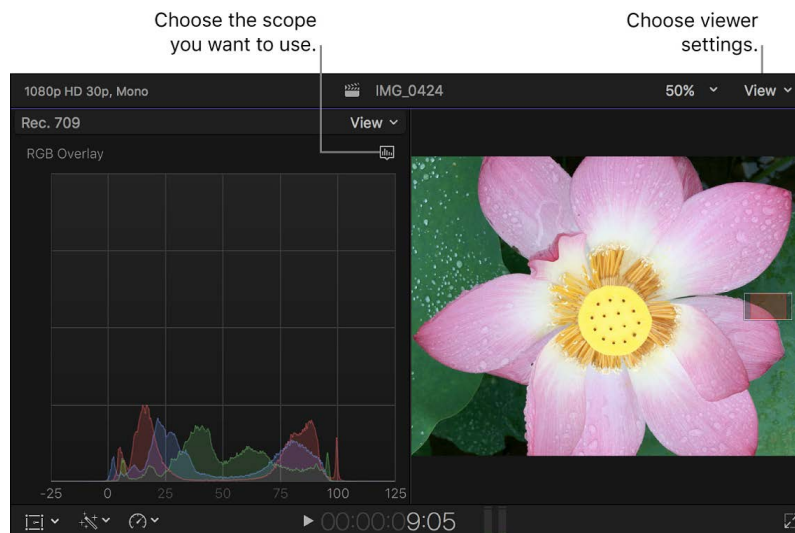 Choose the scope
you want to use.
Choose viewer
settings.
1080p HD 30p, Mono
IMG_0424
50%
View
Rec. 709
View
RGB Overlay
-25 0 25 50 75 100 125
00:00:09:05